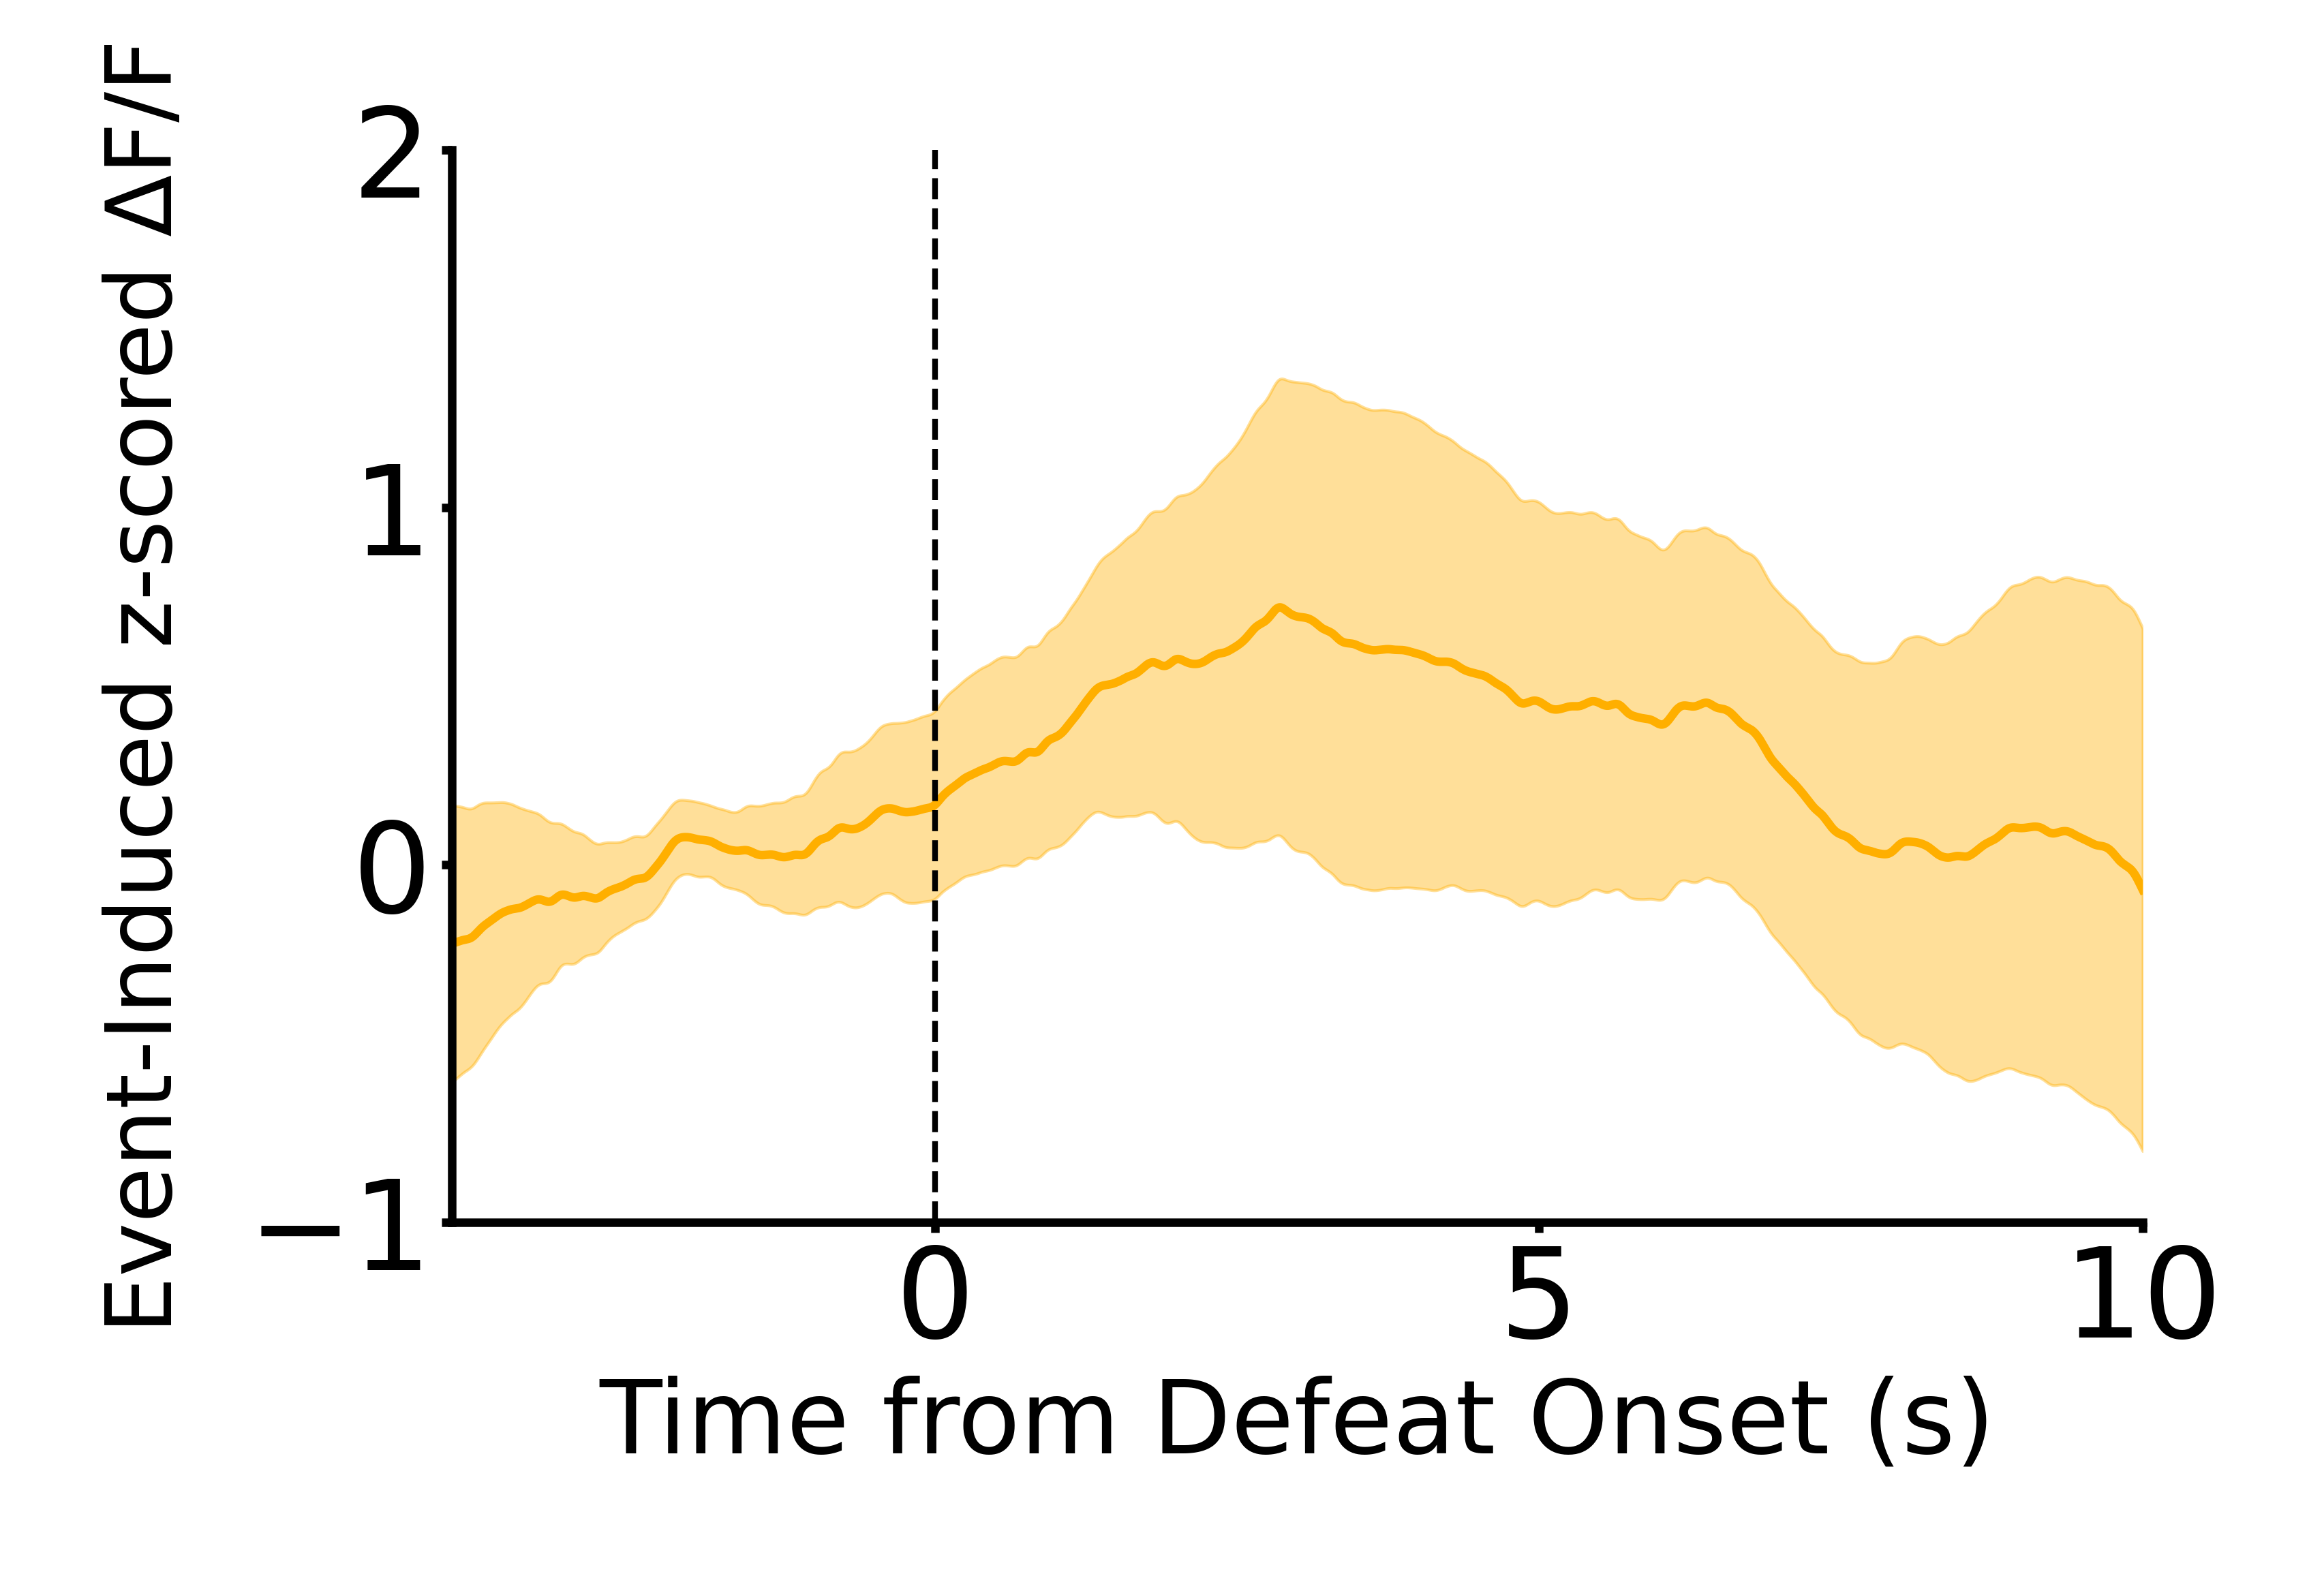 Event-Induced z-scored ΔF/F
2
1
0
−1
0 5 10
Time from Defeat Onset (s)